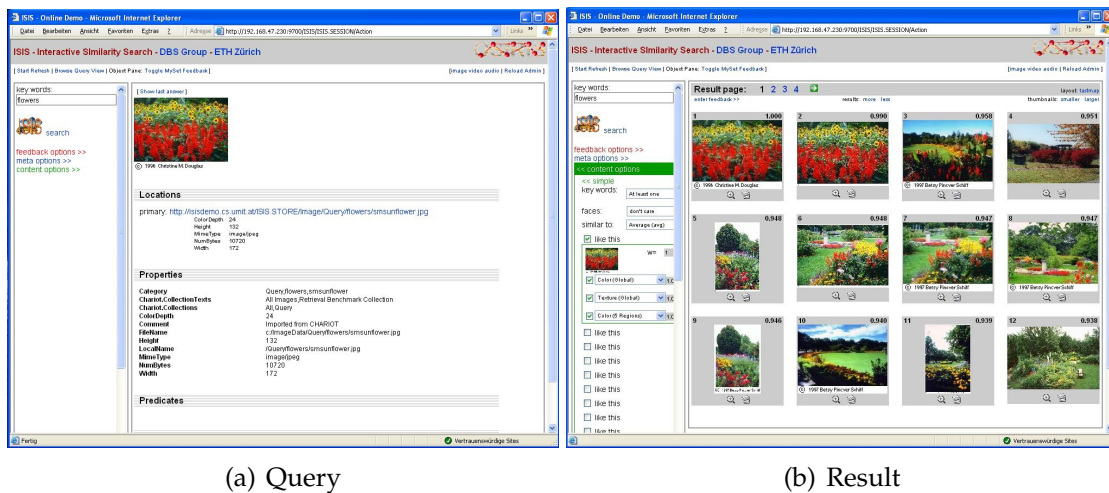 ISIS - Online Demo - Microsoft Internet Explorer
Datei Bearbeiten Ansicht Favoriten Extras ? Adresse http://192.168.47.230:9700/ISIS/ISIS.SESSION/Action Links
ISIS - Interactive SImilarity Search - DBS Group - ETH Zürich
[ Start Refresh | Browse Query View | Object Pane: Toggle MySet Feedback ] [image video audio | Reload Admin ]
key words:
flowers
search
feedback options >>
meta options >>
content options >>
[ Show last answer ]
© 1996 Christine M. Douglas
Locations
primary: http://isisdemo.cs.umit.at/ISIS.STORE/Image/Query/flowers/smsunflower.jpg
ColorDepth 24
Height 132
MimeType image/jpeg
NumBytes 10720
Width 172
Properties
Category Query,flowers,smsunflower
Chariot.CollectionTexts All Images,Retrieval Benchmark Collection
Chariot.Collections All,Query
ColorDepth 24
Comment Imported from CHARIOT
FileName c:/ImageData/Query/flowers/smsunflower.jpg
Height 132
LocalName /Query/flowers/smsunflower.jpg
MimeType image/jpeg
NumBytes 10720
Width 172
Predicates
Fertig Vertrauenswürdige Sites
(a) Query
ISIS - Online Demo - Microsoft Internet Explorer
Datei Bearbeiten Ansicht Favoriten Extras ? Adresse http://192.168.47.230:9700/ISIS/ISIS.SESSION/Action Links
ISIS - Interactive SImilarity Search - DBS Group - ETH Zürich
[ Start Refresh | Browse Query View | Object Pane: Toggle MySet Feedback ] [image video audio | Reload Admin ]
key words:
flowers
search
feedback options >>
meta options >>
<< content options
<< simple
key words: At least one
faces: don't care
similar to: Average (avg)
like this
W= 1
Color (Global)
Texture (Global)
Color (5 Regions)
like this
like this
like this
like this
like this
like this
like this
like this
Result page: 1 2 3 4 layout: fastmap
enter feedback >> results: more less thumbnails: smaller larger
1 1.000 2 0.990 3 0.958 4 0.951
© 1996 Christine M. Douglas © 1997 Betsy Pinover Schiff
5 0.948 6 0.948 7 0.947 8 0.947
© 1997 Betsy Pinover Schiff © 1997 Betsy Pinover Schiff
9 0.946 10 0.940 11 0.939 12 0.938
© 1997 Betsy Pinover Schiff © 1997 Betsy Pinover Schiff
Vertrauenswürdige Sites
(b) Result